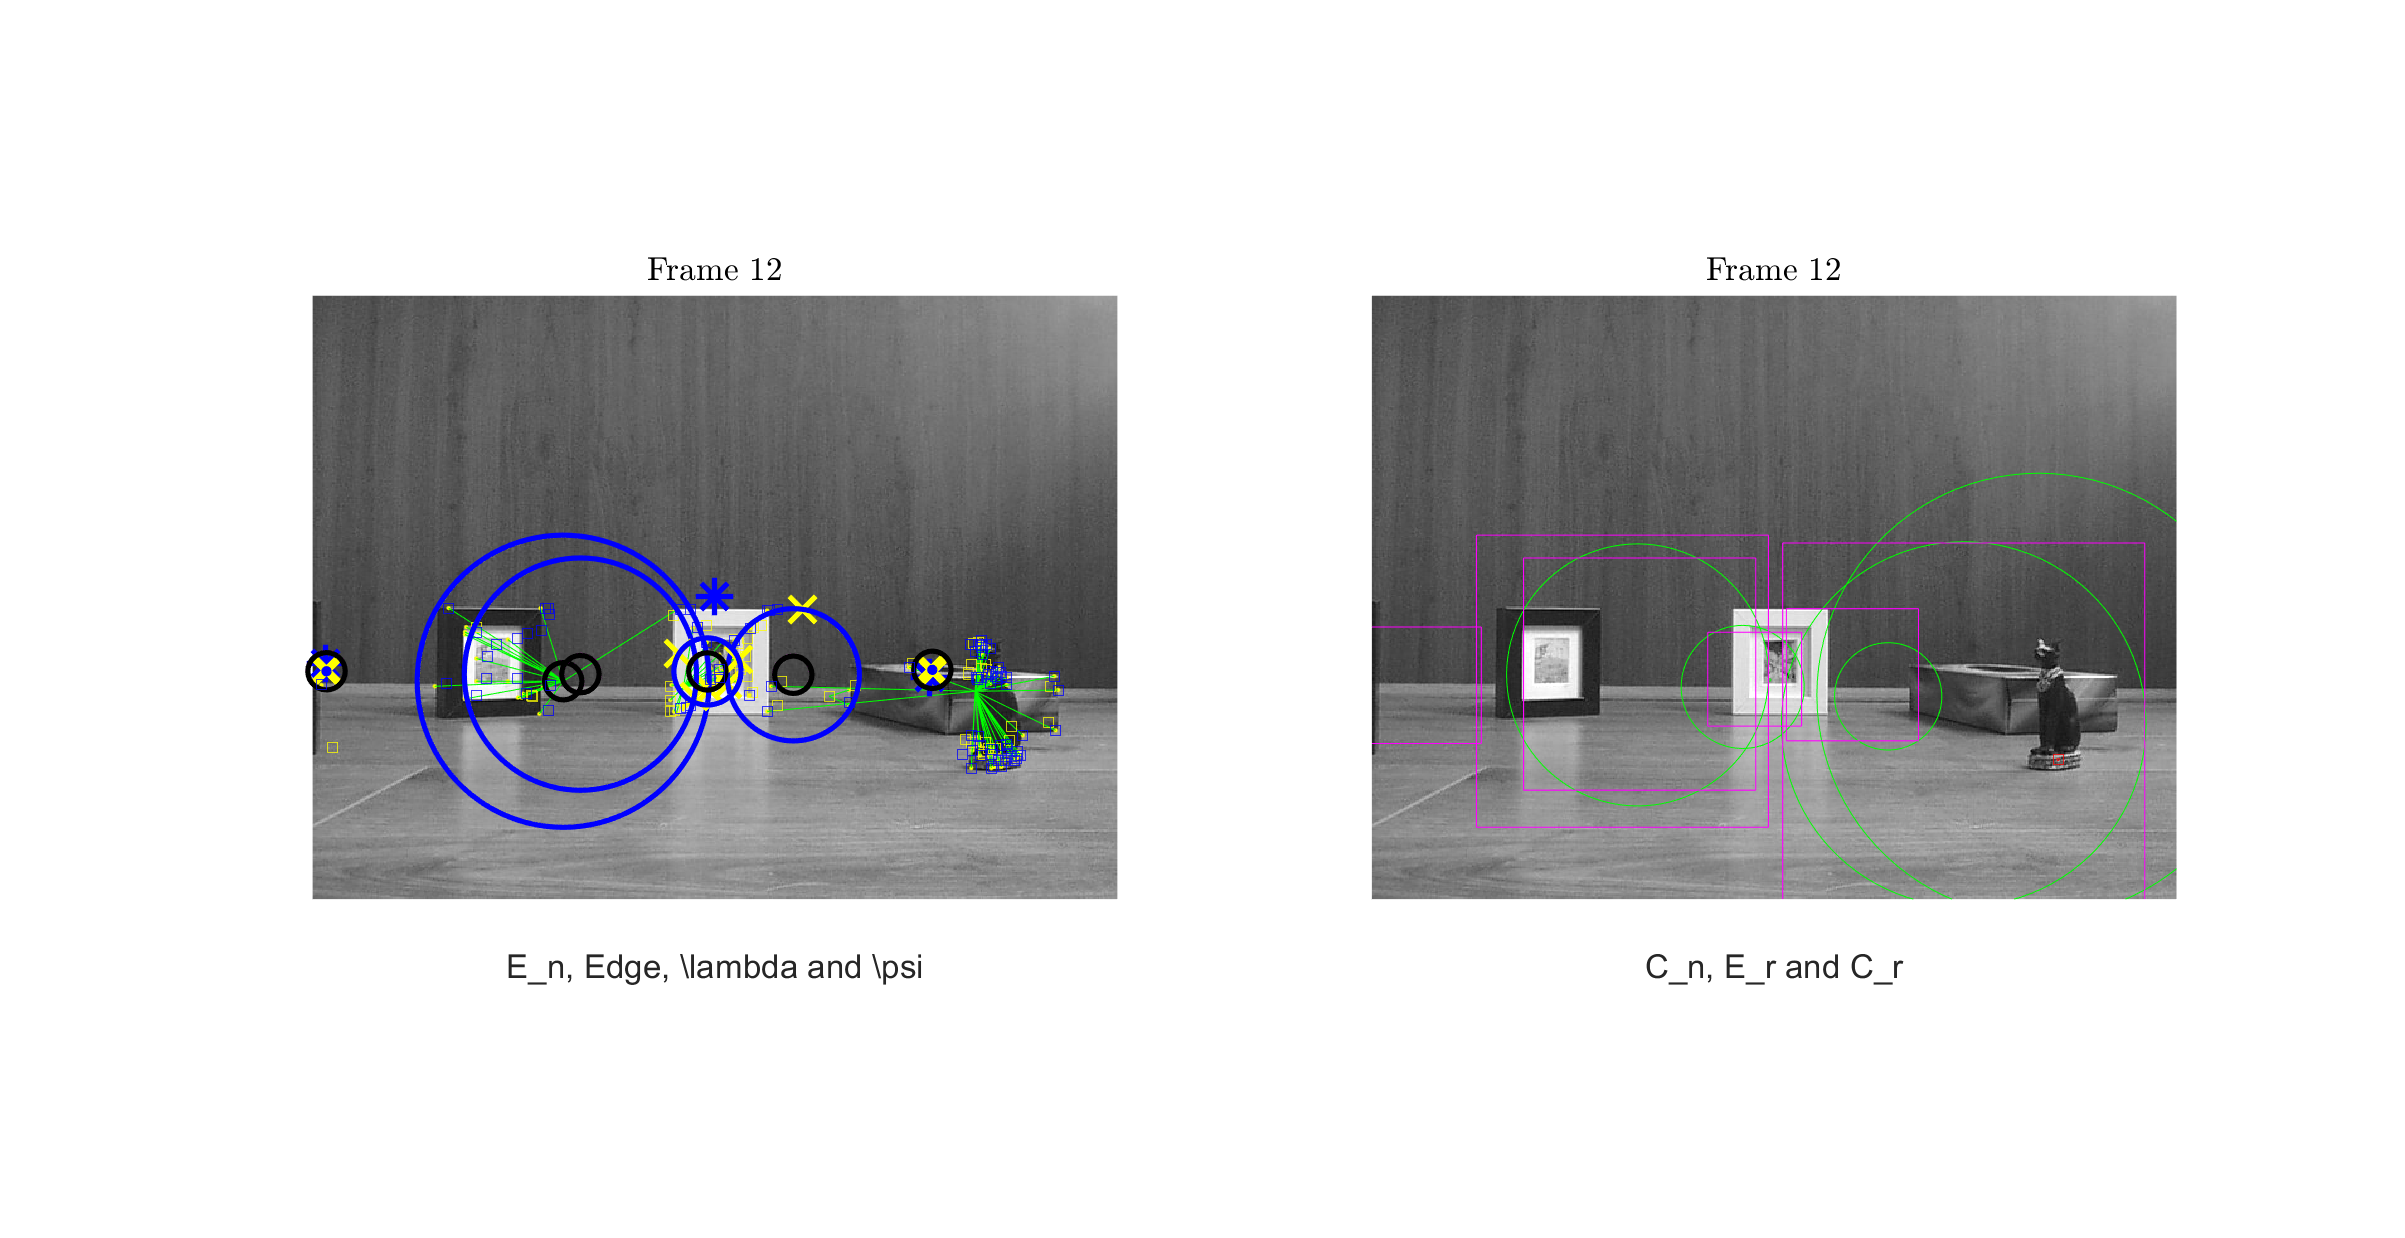 Frame 12
Frame 12
E_n, Edge, \lambda and \psi
C_n, E_r and C_r